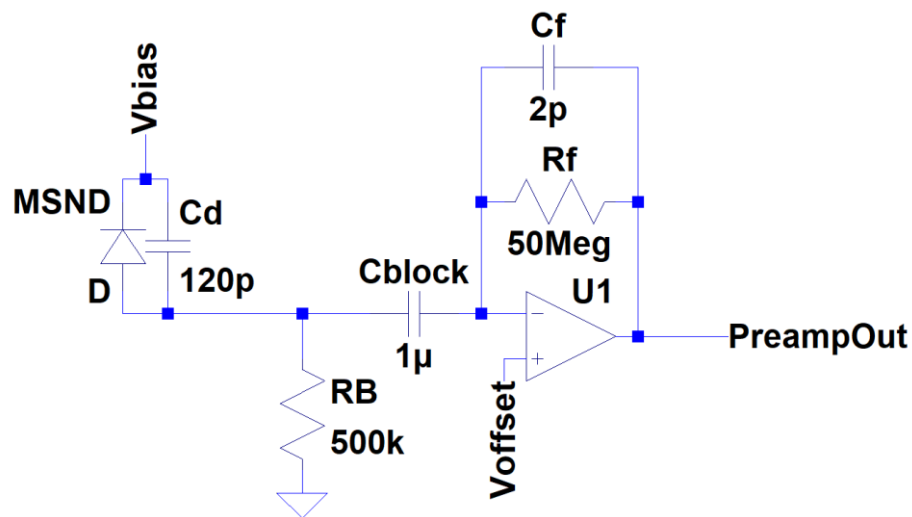 Vbias
MSND
D
Cd
120p
Cblock
1µ
RB
500k
Cf
2p
Rf
50Meg
U1
Voffset
PreampOut